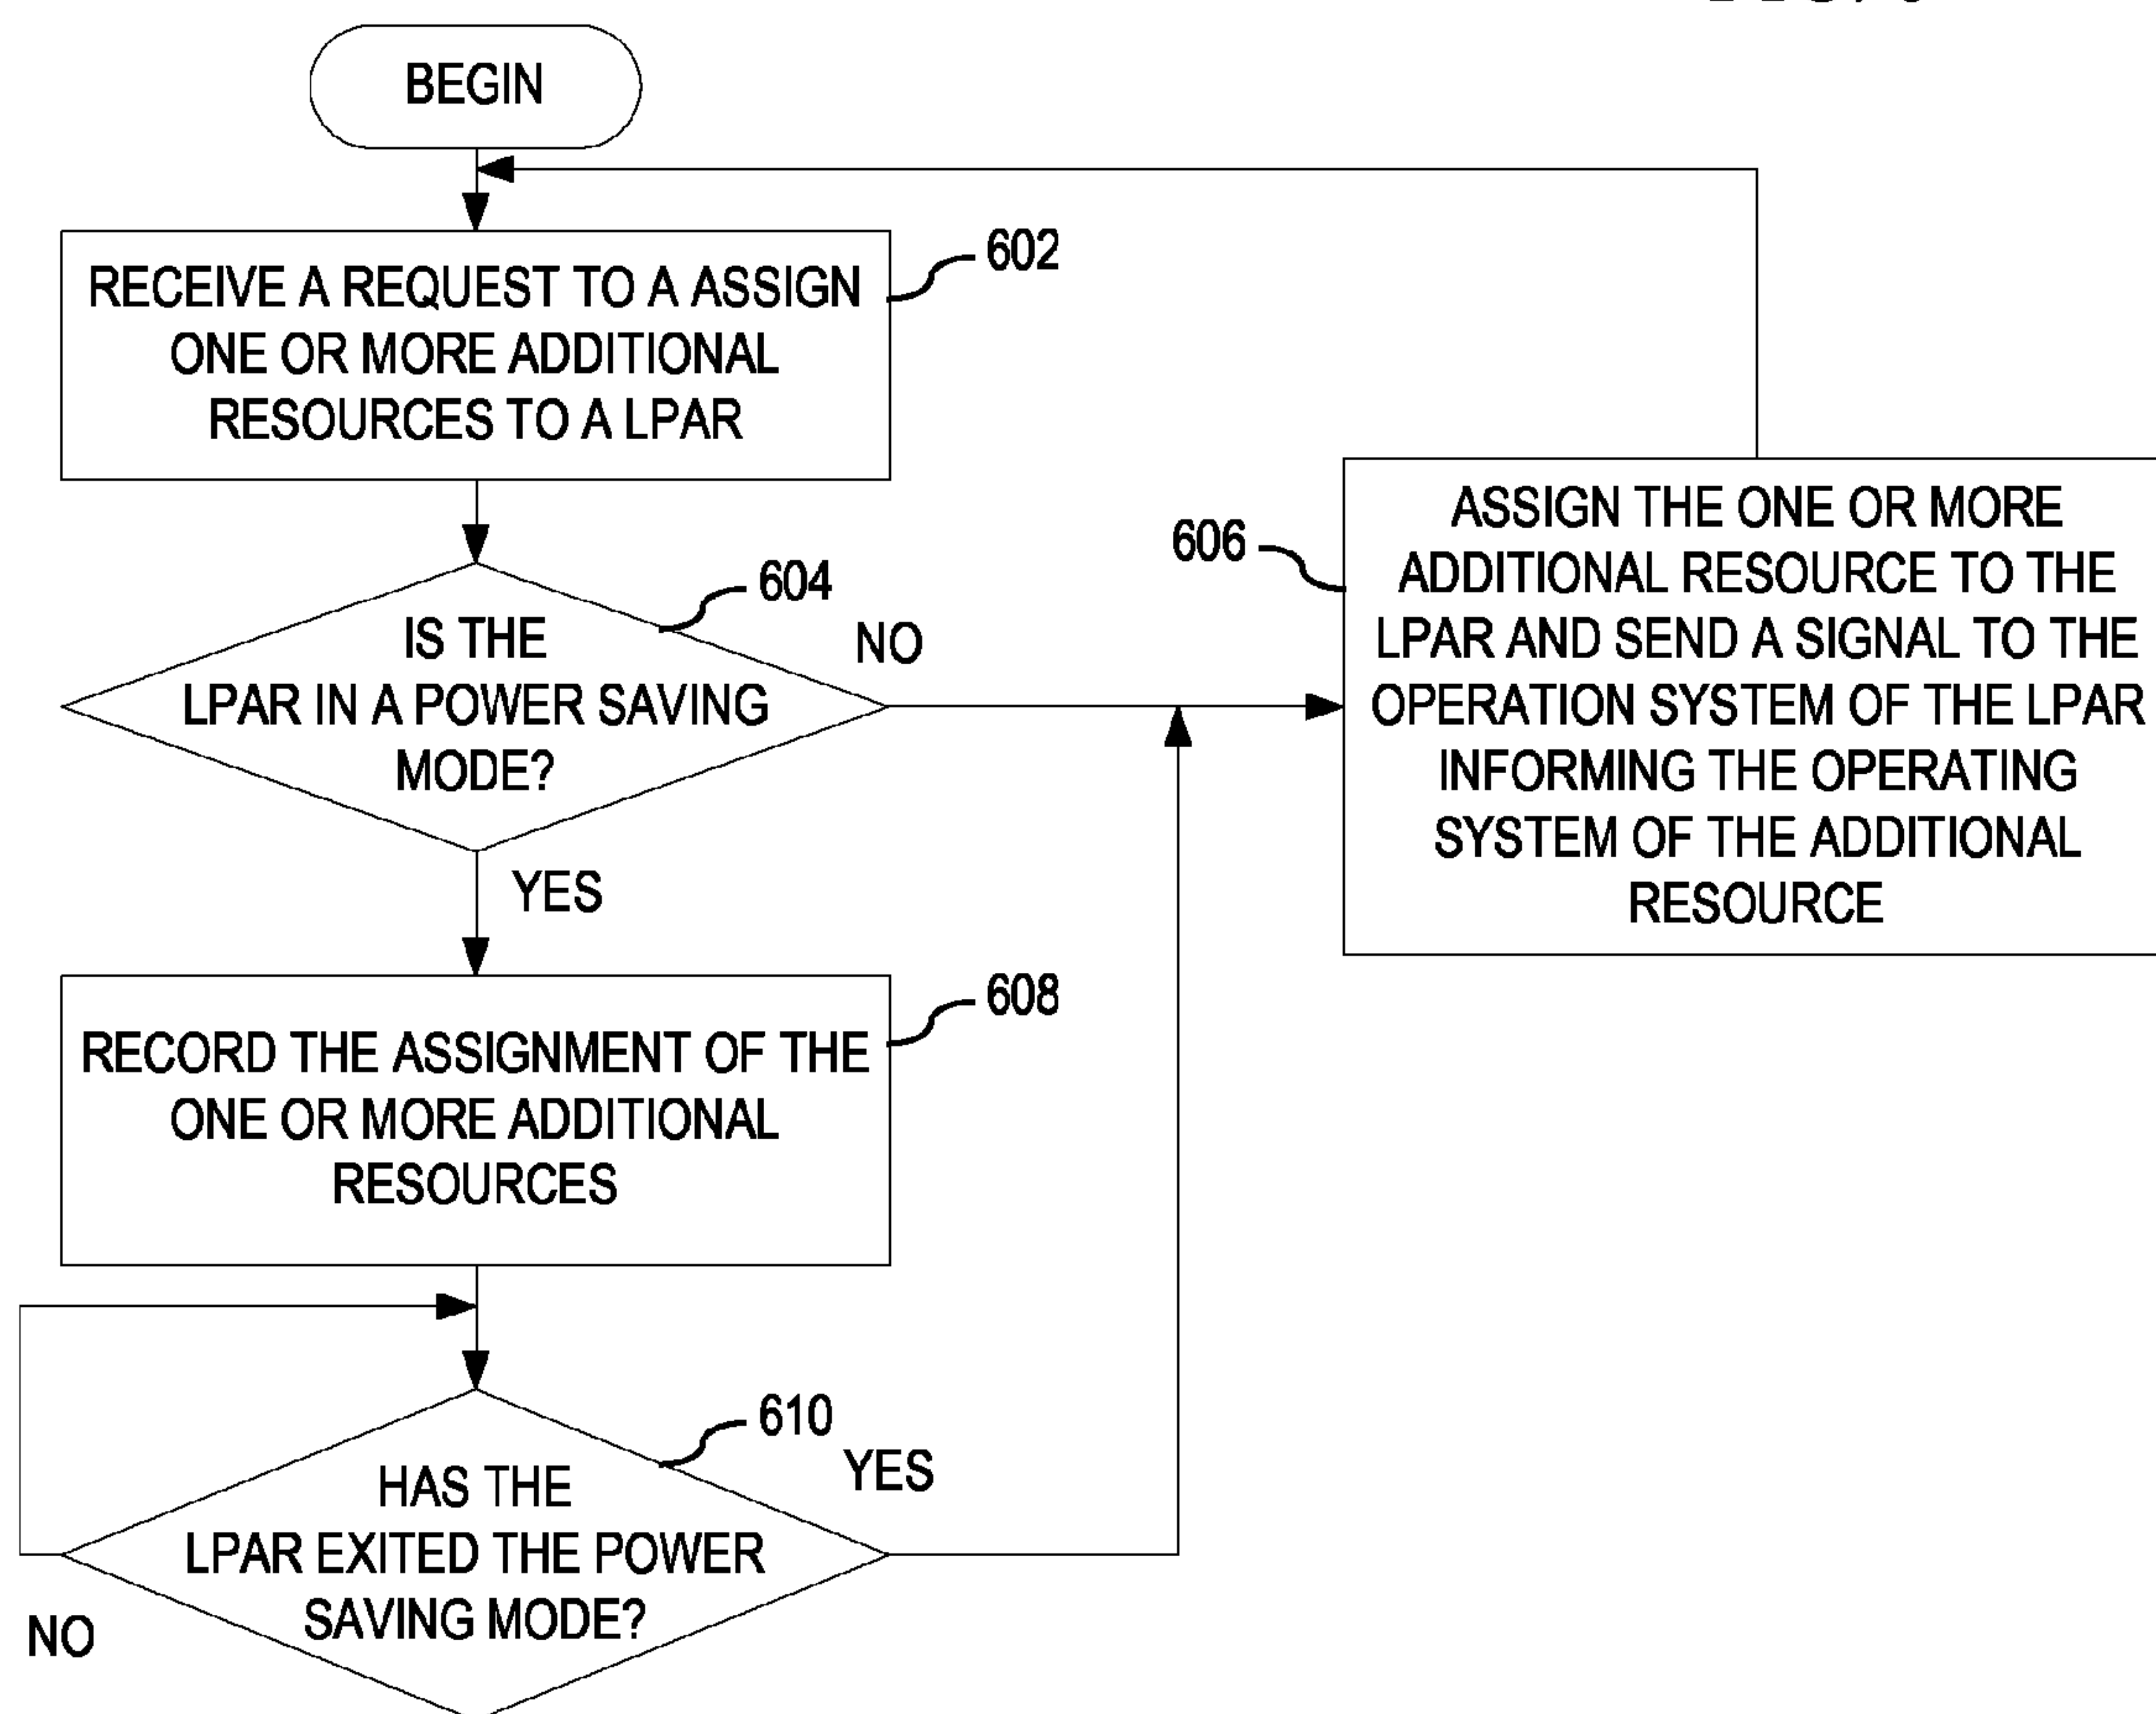 BEGIN
RECEIVE A REQUEST TO A ASSIGN
ONE OR MORE ADDITIONAL
RESOURCES TO A LPAR
602
IS THE
LPAR IN A POWER SAVING
MODE?
604
NO
YES
606
ASSIGN THE ONE OR MORE
ADDITIONAL RESOURCE TO THE
LPAR AND SEND A SIGNAL TO THE
OPERATION SYSTEM OF THE LPAR
INFORMING THE OPERATING
SYSTEM OF THE ADDITIONAL
RESOURCE
RECORD THE ASSIGNMENT OF THE
ONE OR MORE ADDITIONAL
RESOURCES
608
HAS THE
LPAR EXITED THE POWER
SAVING MODE?
610
YES
NO